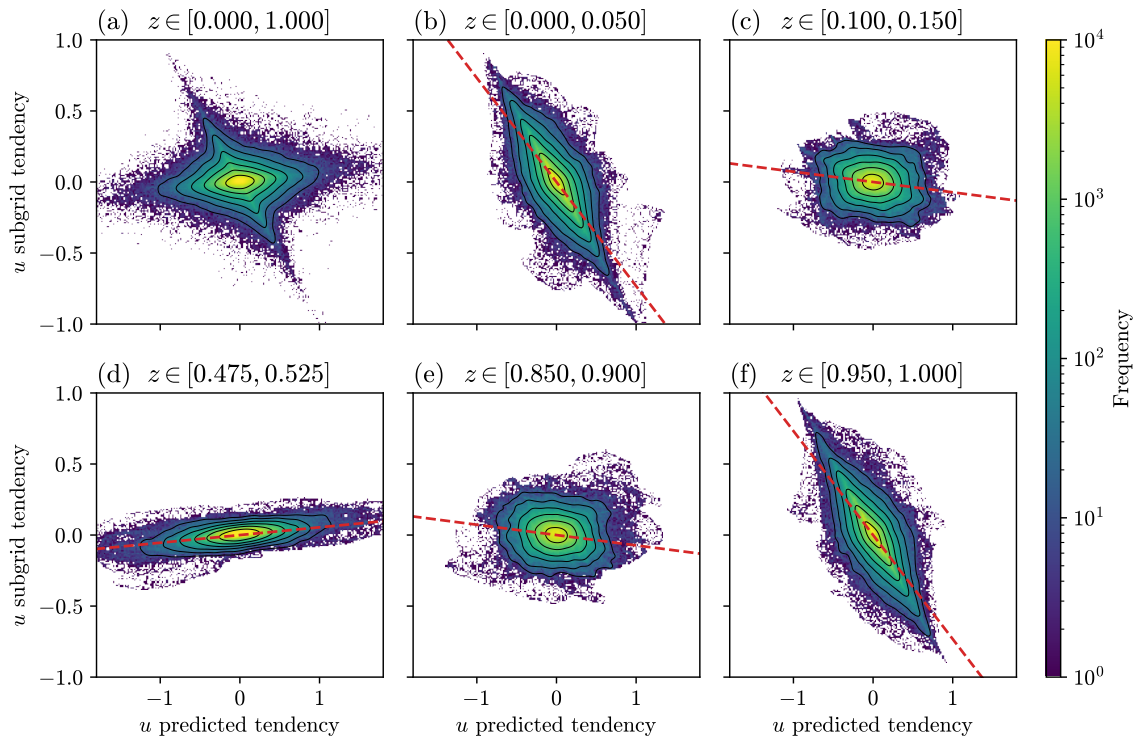 (a) z ∈ [0.000, 1.000]
(b) z ∈ [0.000, 0.050]
(c) z ∈ [0.100, 0.150]
1.0
0.5
0.0
−0.5
−1.0
u subgrid tendency
(d) z ∈ [0.475, 0.525]
(e) z ∈ [0.850, 0.900]
(f) z ∈ [0.950, 1.000]
1.0
0.5
0.0
−0.5
−1.0
u subgrid tendency
−1 0 1
−1 0 1
−1 0 1
u predicted tendency
u predicted tendency
u predicted tendency
10⁴
10³
10²
10¹
10⁰
Frequency